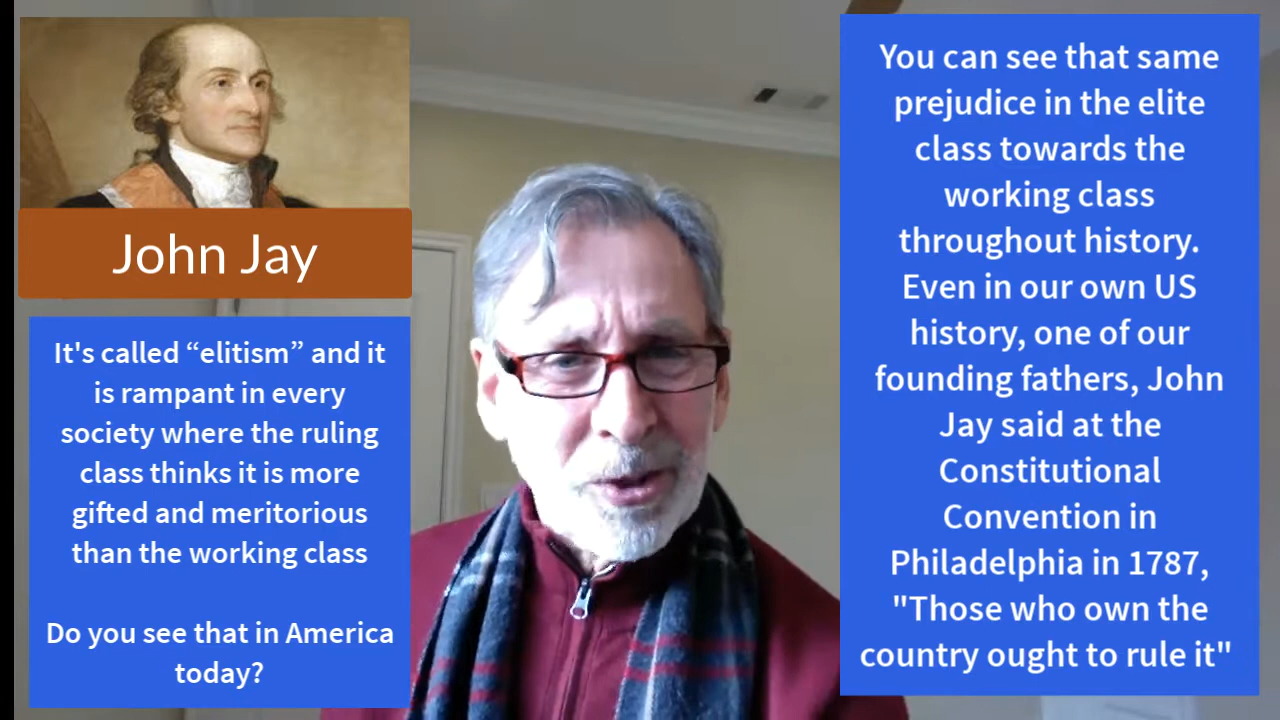 John Jay
It's called “elitism” and it
is rampant in every
society where the ruling
class thinks it is more
gifted and meritorious
than the working class
Do you see that in America
today?
You can see that same
prejudice in the elite
class towards the
working class
throughout history.
Even in our own US
history, one of our
founding fathers, John
Jay said at the
Constitutional
Convention in
Philadelphia in 1787,
"Those who own the
country ought to rule it"